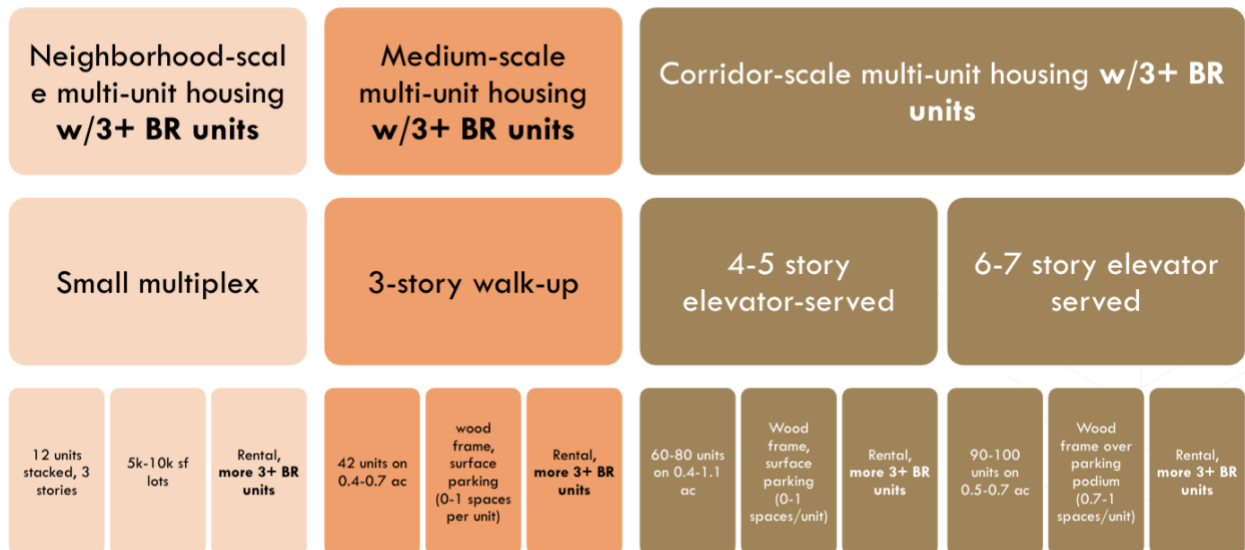 Neighborhood-scal
e multi-unit housing
w/3+ BR units
Medium-scale
multi-unit housing
w/3+ BR units
Corridor-scale multi-unit housing w/3+ BR
units
Small multiplex
3-story walk-up
4-5 story
elevator-served
6-7 story elevator
served
12 units
stacked, 3
stories
5k-10k sf
lots
Rental,
more 3+ BR
units
42 units on
0.4-0.7 ac
wood
frame,
surface
parking
(0-1 spaces
per unit)
Rental,
more 3+ BR
units
60-80 units
on 0.4-1.1
ac
Wood
frame,
surface
parking
(0-1
spaces/unit)
Rental,
more 3+ BR
units
90-100
units on
0.5-0.7 ac
Wood
frame over
parking
podium
(0.7-1
spaces/unit)
Rental,
more 3+ BR
units